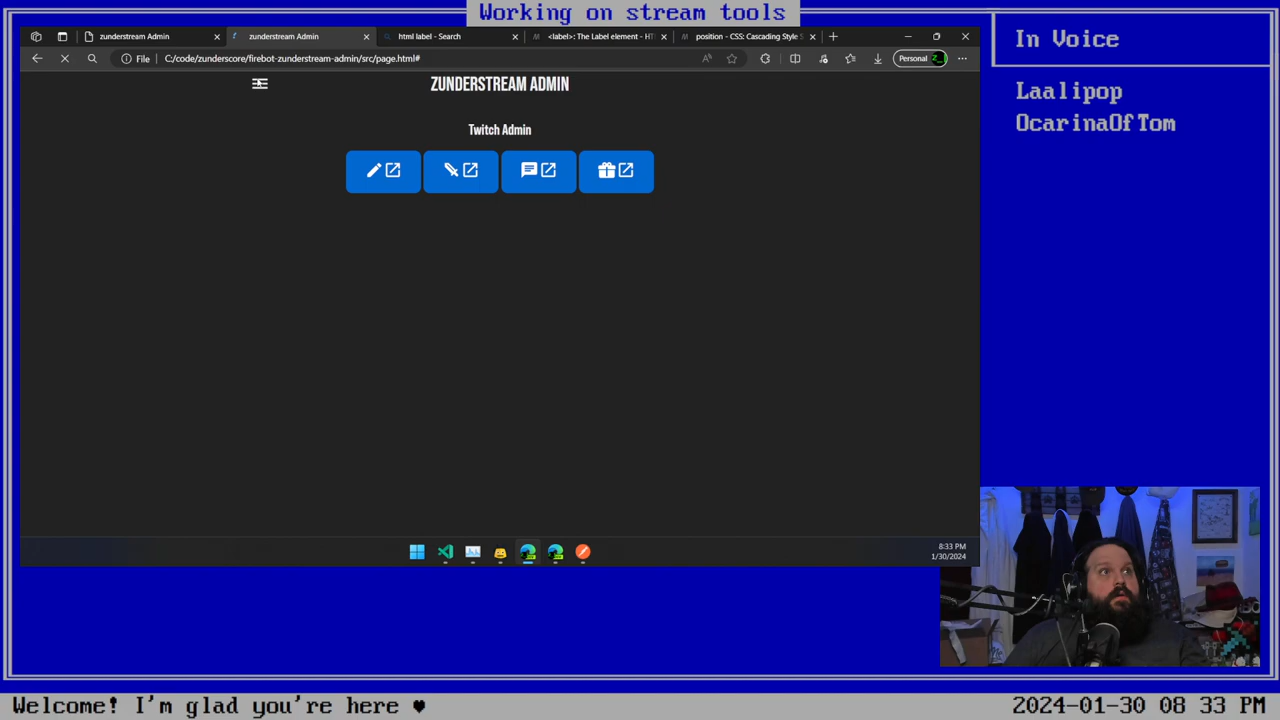 Working on stream tools
zunderstream Admin
zunderstream Admin
html label - Search
<label>: The Label element - HT
position - CSS: Cascading Style S
File
C:/code/zunderscore/firebot-zunderstream-admin/src/page.html#
Personal
ZUNDERSTREAM ADMIN
Twitch Admin
In Voice
Laalipop
OcarinaOfTom
8:33 PM
1/30/2024
Welcome! I'm glad you're here ♥
2024-01-30 08 33 PM